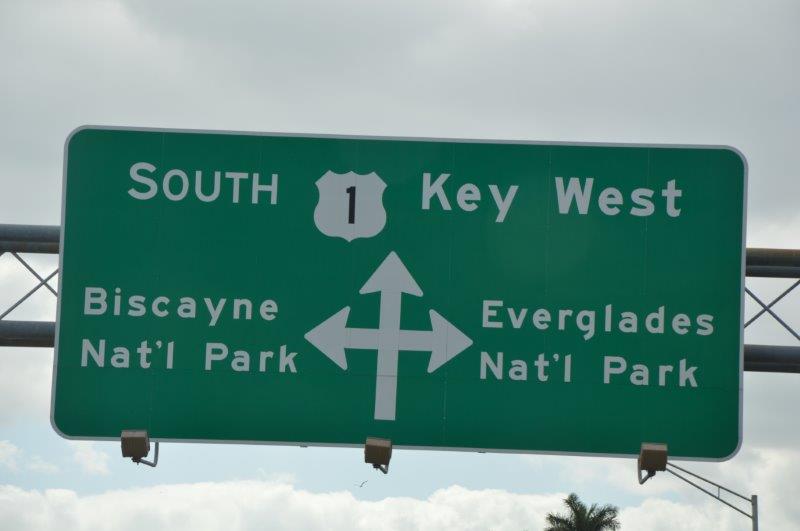 SOUTH 1 Key West
Biscayne
Nat'l Park
Everglades
Nat'l Park